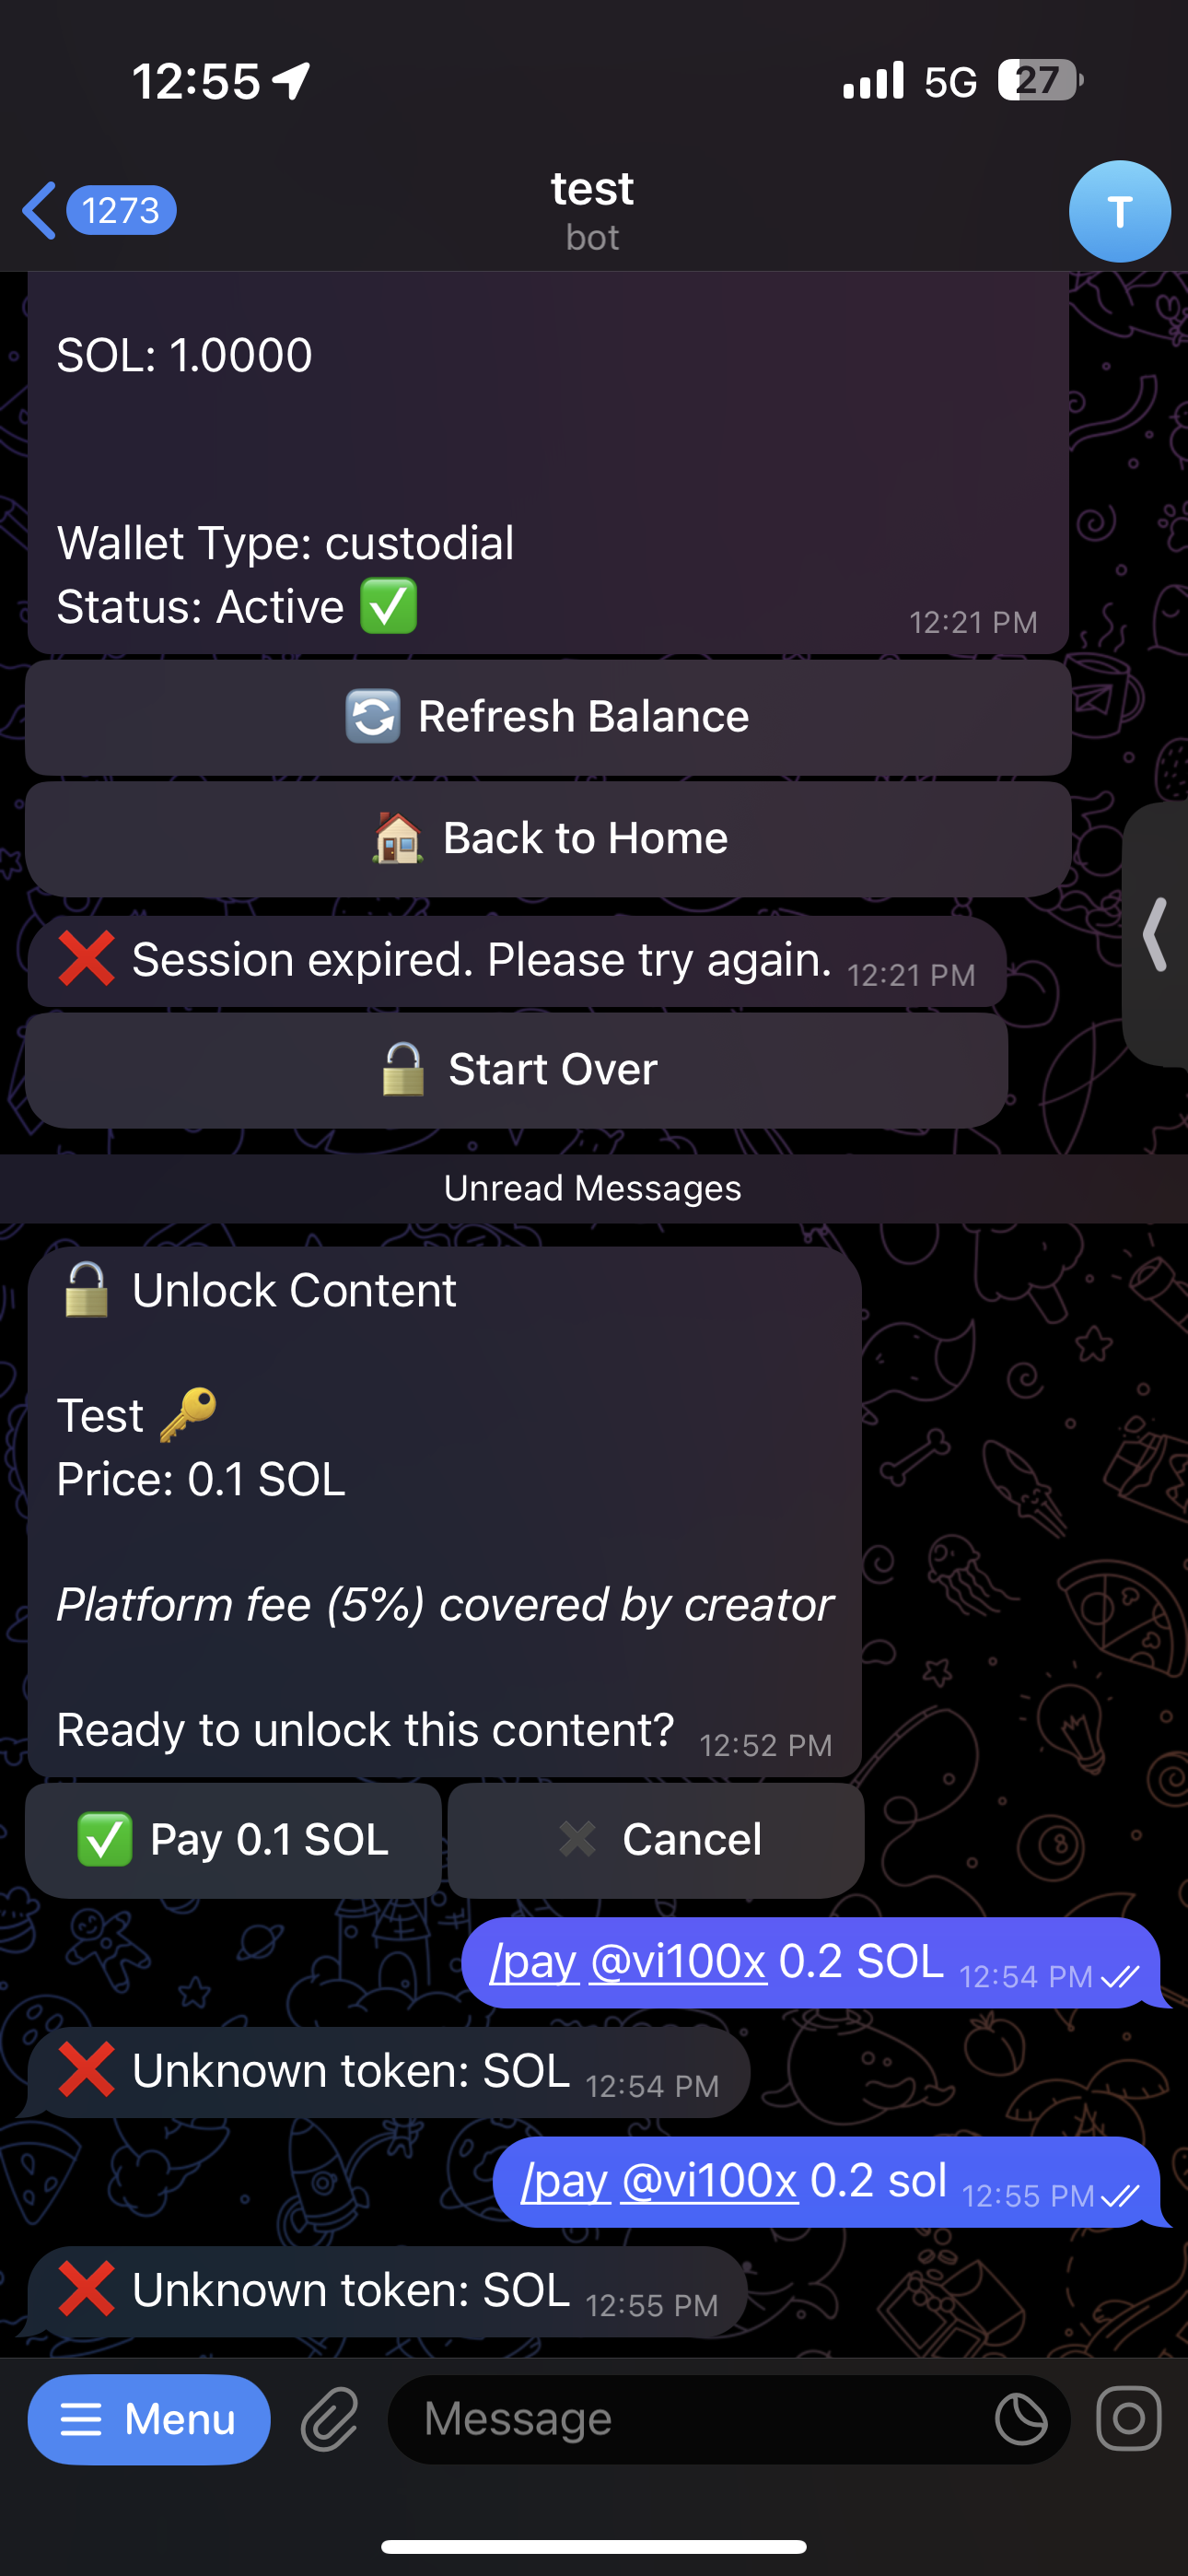 12:55
5G
27
1273
test
bot
T
SOL: 1.0000
Wallet Type: custodial
Status: Active ✅
12:21 PM
🔄 Refresh Balance
🏠 Back to Home
❌ Session expired. Please try again. 12:21 PM
🔓 Start Over
Unread Messages
🔓 Unlock Content
Test 🔑
Price: 0.1 SOL
Platform fee (5%) covered by creator
Ready to unlock this content? 12:52 PM
✅ Pay 0.1 SOL
✖️ Cancel
/pay @vi100x 0.2 SOL 12:54 PM
❌ Unknown token: SOL 12:54 PM
/pay @vi100x 0.2 sol 12:55 PM
❌ Unknown token: SOL 12:55 PM
Menu
Message